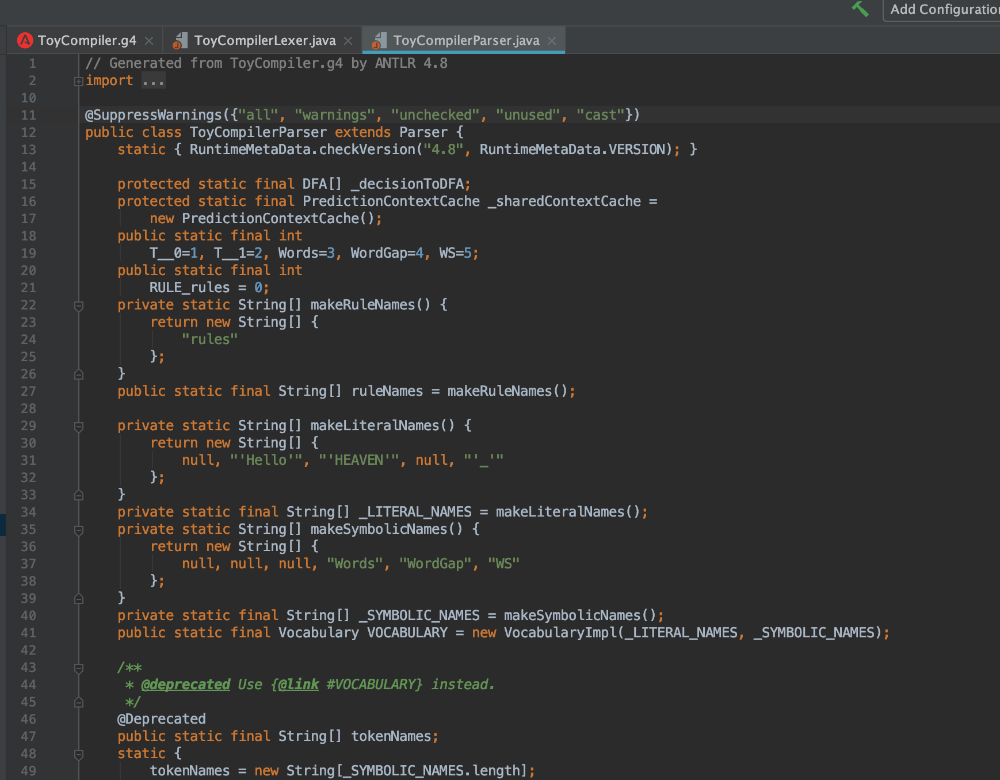 Add Configuratio
ToyCompiler.g4 ToyCompilerLexer.java ToyCompilerParser.java
1 // Generated from ToyCompiler.g4 by ANTLR 4.8
2 import ...
10
11 @SuppressWarnings({"all", "warnings", "unchecked", "unused", "cast"})
12 public class ToyCompilerParser extends Parser {
13     static { RuntimeMetaData.checkVersion("4.8", RuntimeMetaData.VERSION); }
14
15     protected static final DFA[] _decisionToDFA;
16     protected static final PredictionContextCache _sharedContextCache =
17         new PredictionContextCache();
18     public static final int
19         T__0=1, T__1=2, Words=3, WordGap=4, WS=5;
20     public static final int
21         RULE_rules = 0;
22     private static String[] makeRuleNames() {
23         return new String[] {
24             "rules"
25         };
26     }
27     public static final String[] ruleNames = makeRuleNames();
28
29     private static String[] makeLiteralNames() {
30         return new String[] {
31             null, "'Hello'", "'HEAVEN'", null, "'_'"
32         };
33     }
34     private static final String[] _LITERAL_NAMES = makeLiteralNames();
35     private static String[] makeSymbolicNames() {
36         return new String[] {
37             null, null, null, "Words", "WordGap", "WS"
38         };
39     }
40     private static final String[] _SYMBOLIC_NAMES = makeSymbolicNames();
41     public static final Vocabulary VOCABULARY = new VocabularyImpl(_LITERAL_NAMES, _SYMBOLIC_NAMES);
42
43     /**
44      * @deprecated Use {@link #VOCABULARY} instead.
45      */
46     @Deprecated
47     public static final String[] tokenNames;
48     static {
49         tokenNames = new String[_SYMBOLIC_NAMES.length];